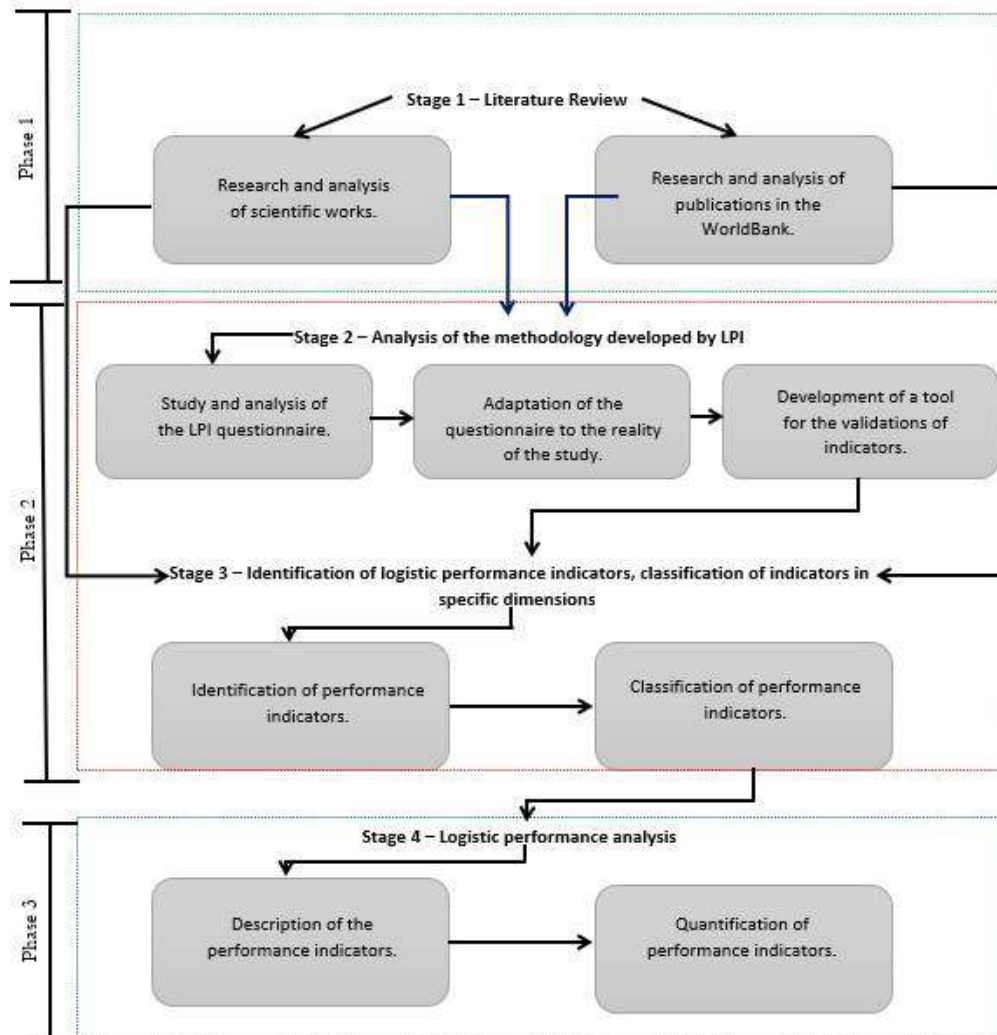 Phase 1
Stage 1 – Literature Review
Research and analysis
of scientific works.
Research and analysis of
publications in the
WorldBank.
Phase 2
Stage 2 – Analysis of the methodology developed by LPI
Study and analysis of
the LPI questionnaire.
Adaptation of the
questionnaire to the reality
of the study.
Development of a tool
for the validations of
indicators.
Stage 3 – Identification of logistic performance indicators, classification of indicators in
specific dimensions
Identification of performance
indicators.
Classification of performance
indicators.
Phase 3
Stage 4 – Logistic performance analysis
Description of the
performance indicators.
Quantification of
performance indicators.